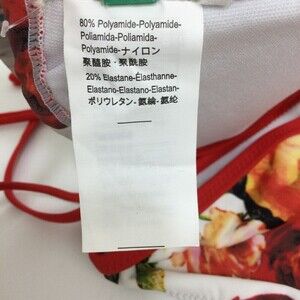 80% Polyamide-Polyamide-
Poliamida-Poliamida-
Polyamide-ナイロン
聚醯胺・聚酰胺
20% Elastane-Élasthanne-
Elastano-Elastano-Elastan-
ポリウレタン-氨綸-氨纶